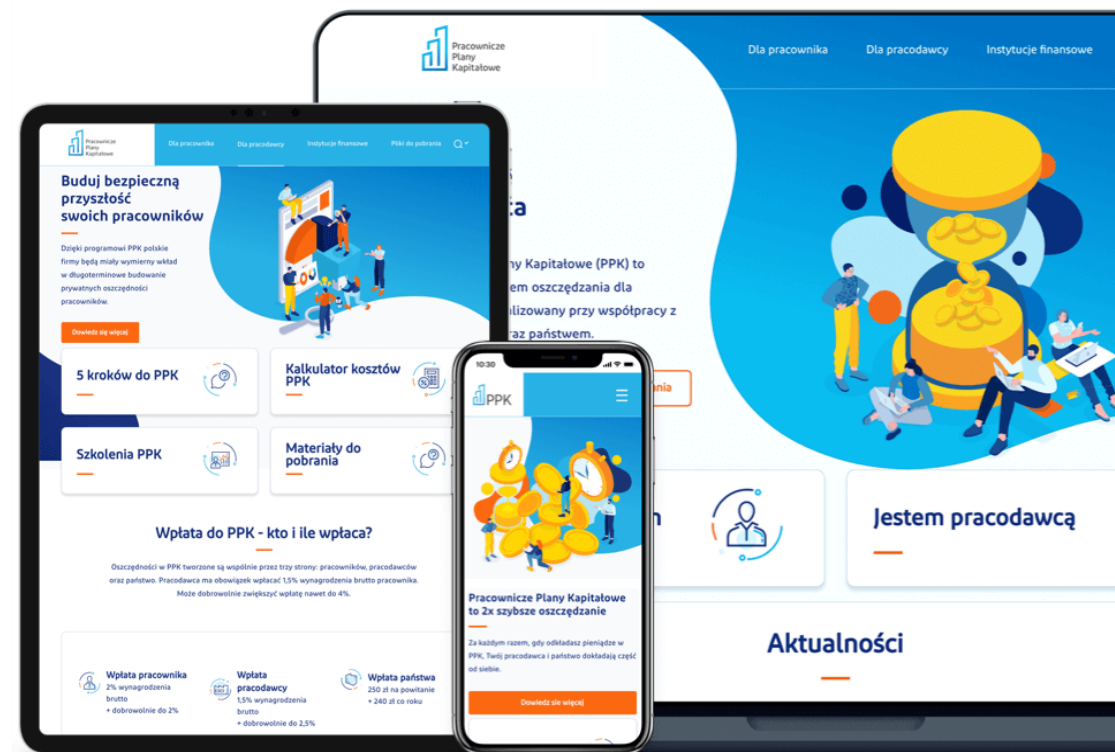 Pracownicze
Plany
Kapitałowe
Dla pracownika
Dla pracodawcy
Instytucje finansowe
ny Kapitałowe (PPK) to
em oszczędzania dla
alizowany przy współpracy z
raz państwem.
ania
Jestem pracodawcą
Aktualności
Pracownicze
Plany
Kapitałowe
Dla pracownika
Dla pracodawcy
Instytucje finansowe
Pliki do pobrania
Buduj bezpieczną
przyszłość
swoich pracowników
Dzięki programowi PPK polskie
firmy będą miały wymierny wkład
w długoterminowe budowanie
prywatnych oszczędności
pracowników.
Dowiedz się więcej
5 kroków do PPK
Kalkulator kosztów
PPK
Szkolenia PPK
Materiały do
pobrania
Wpłata do PPK - kto i ile wpłaca?
Oszczędności w PPK tworzone są wspólnie przez trzy strony: pracowników, pracodawców
oraz państwo. Pracodawca ma obowiązek wpłacać 1,5% wynagrodzenia brutto pracownika.
Może dobrowolnie zwiększyć wpłatę nawet do 4%.
Wpłata pracownika
2% wynagrodzenia
brutto
+ dobrowolnie do 2%
Wpłata
pracodawcy
1,5% wynagrodzenia
brutto
+ dobrowolnie do 2,5%
Wpłata państwa
250 zł na powitanie
+ 240 zł co roku
10:30
PPK
Pracownicze Plany Kapitałowe
to 2x szybsze oszczędzanie
Za każdym razem, gdy odkładasz pieniądze w
PPK, Twój pracodawca i państwo dokładają część
od siebie.
Dowiedz sie więcej